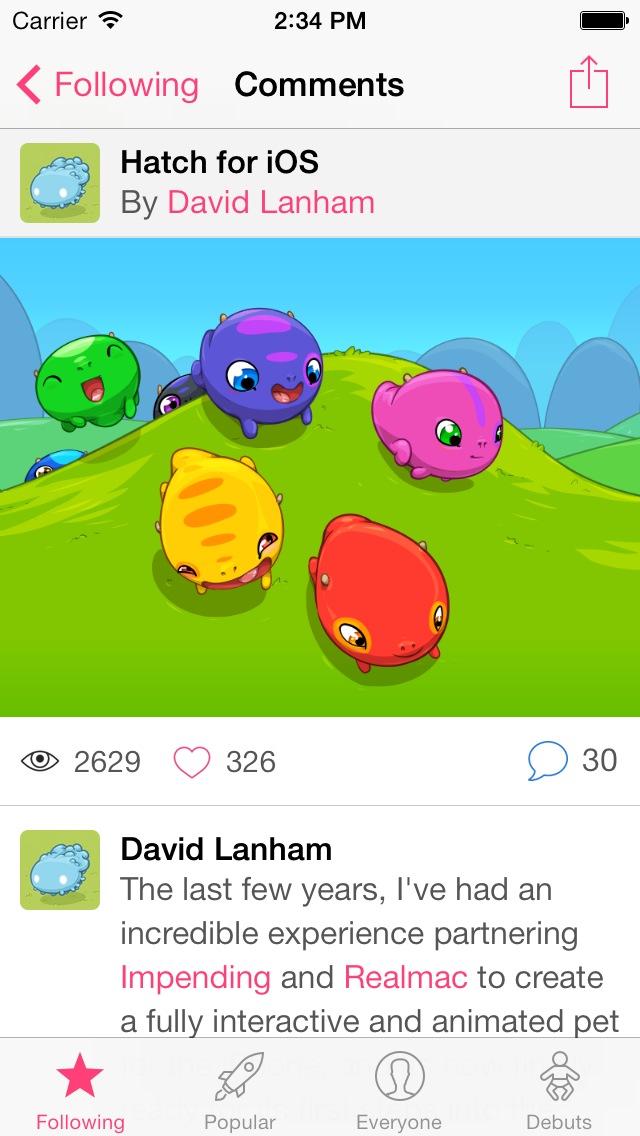 Carrier 2:34 PM
Following Comments
Hatch for iOS
By David Lanham
2629 326 30
David Lanham
The last few years, I've had an
incredible experience partnering
Impending and Realmac to create
a fully interactive and animated pet
Following Popular Everyone Debuts